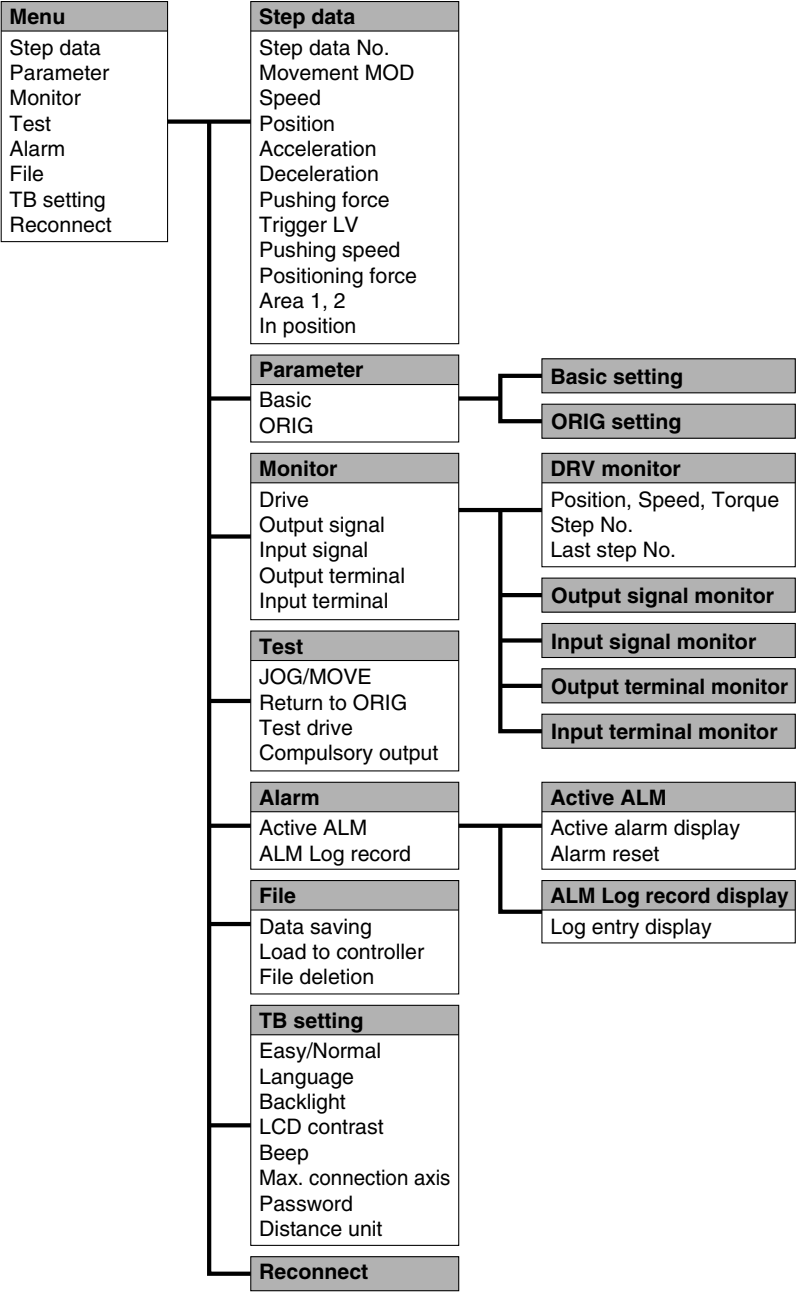 Menu
Step data
Parameter
Monitor
Test
Alarm
File
TB setting
Reconnect
Step data
Step data No.
Movement MOD
Speed
Position
Acceleration
Deceleration
Pushing force
Trigger LV
Pushing speed
Positioning force
Area 1, 2
In position
Parameter
Basic
ORIG
Basic setting
ORIG setting
Monitor
Drive
Output signal
Input signal
Output terminal
Input terminal
DRV monitor
Position, Speed, Torque
Step No.
Last step No.
Output signal monitor
Input signal monitor
Output terminal monitor
Input terminal monitor
Test
JOG/MOVE
Return to ORIG
Test drive
Compulsory output
Alarm
Active ALM
ALM Log record
Active ALM
Active alarm display
Alarm reset
ALM Log record display
Log entry display
File
Data saving
Load to controller
File deletion
TB setting
Easy/Normal
Language
Backlight
LCD contrast
Beep
Max. connection axis
Password
Distance unit
Reconnect